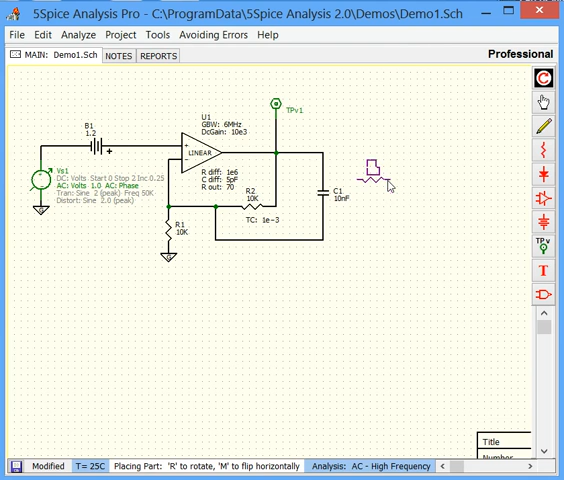 5Spice Analysis Pro - C:\ProgramData\5Spice Analysis 2.0\Demos\Demo1.Sch
File Edit Analyze Project Tools Avoiding Errors Help
MAIN: Demo1.Sch NOTES REPORTS Professional
TPv1
U1
GBW: 6MHz
DcGain: 10e3
B1
1.2
+
LINEAR
+
−
Vs1
DC: Volts Start 0 Stop 2 Inc 0.25
AC: Volts 1.0 AC: Phase
Tran: Sine 2 (peak) Freq 50K
Distort: Sine 2.0 (peak)
R diff: 1e6
C diff: 5pF
R out: 70
R2
10K
C1
10nF
TC: 1e-3
R1
10K
TPv
T
Title
Number
Modified T= 25C Placing Part: 'R' to rotate, 'M' to flip horizontally Analysis: AC - High Frequency